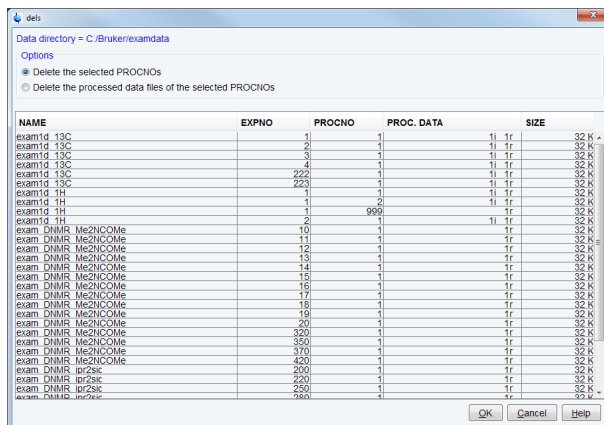 dels
Data directory = C:/Bruker/examdata
Options
Delete the selected PROCNOs
Delete the processed data files of the selected PROCNOs
NAME EXPNO PROCNO PROC. DATA SIZE
exam1d_13C 1 1 1i 1r 32 K
exam1d_13C 2 1 1i 1r 32 K
exam1d_13C 3 1 1i 1r 32 K
exam1d_13C 4 1 1i 1r 32 K
exam1d_13C 222 1 1i 1r 32 K
exam1d_13C 223 1 1i 1r 32 K
exam1d_1H 1 1 1i 1r 32 K
exam1d_1H 1 2 1i 1r 32 K
exam1d_1H 1 999 1r 32 K
exam1d_1H 2 1 1i 1r 32 K
exam_DNMR_Me2NCOMe 10 1 1r 32 K
exam_DNMR_Me2NCOMe 11 1 1r 32 K
exam_DNMR_Me2NCOMe 12 1 1r 32 K
exam_DNMR_Me2NCOMe 13 1 1r 32 K
exam_DNMR_Me2NCOMe 14 1 1r 32 K
exam_DNMR_Me2NCOMe 15 1 1r 32 K
exam_DNMR_Me2NCOMe 16 1 1r 32 K
exam_DNMR_Me2NCOMe 17 1 1r 32 K
exam_DNMR_Me2NCOMe 18 1 1r 32 K
exam_DNMR_Me2NCOMe 19 1 1r 32 K
exam_DNMR_Me2NCOMe 20 1 1r 32 K
exam_DNMR_Me2NCOMe 320 1 1r 32 K
exam_DNMR_Me2NCOMe 350 1 1r 32 K
exam_DNMR_Me2NCOMe 370 1 1r 32 K
exam_DNMR_Me2NCOMe 420 1 1r 32 K
exam_DNMR_ipr2sic 200 1 1r 32 K
exam_DNMR_ipr2sic 220 1 1r 32 K
exam_DNMR_ipr2sic 250 1 1r 32 K
exam_DNMR_ipr2sic 280 1 1r 32 K
OK Cancel Help